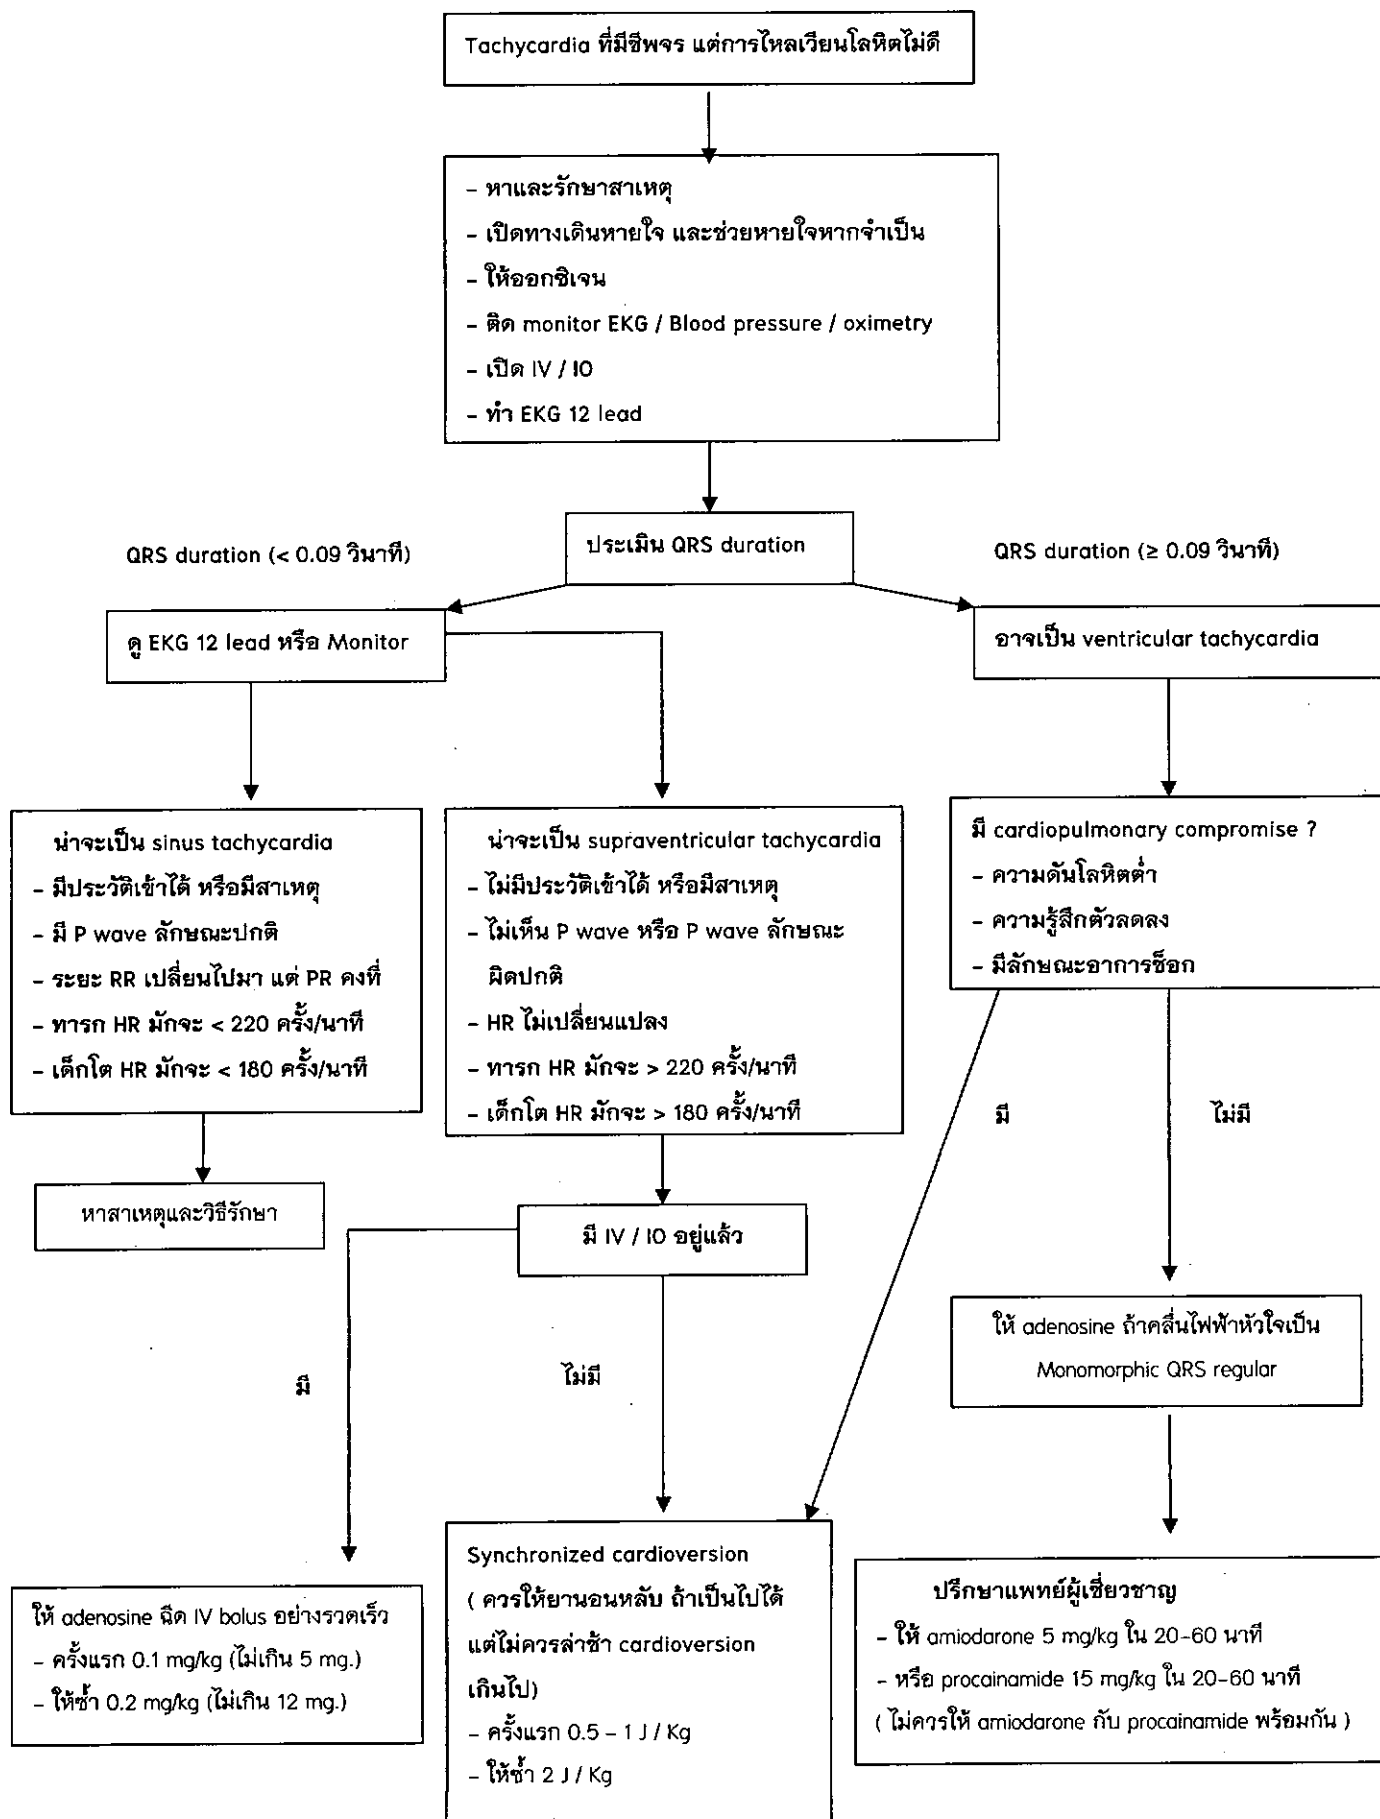 Tachycardia ที่มีชีพจร แต่การไหลเวียนโลหิตไม่ดี
- หาและรักษาสาเหตุ
- เปิดทางเดินหายใจ และช่วยหายใจหากจำเป็น
- ให้ออกซิเจน
- ติด monitor EKG / Blood pressure / oximetry
- เปิด IV / IO
- ทำ EKG 12 lead
ประเมิน QRS duration
QRS duration (< 0.09 วินาที)
QRS duration (≥ 0.09 วินาที)
ดู EKG 12 lead หรือ Monitor
อาจเป็น ventricular tachycardia
น่าจะเป็น sinus tachycardia
- มีประวัติเข้าได้ หรือมีสาเหตุ
- มี P wave ลักษณะปกติ
- ระยะ RR เปลี่ยนไปมา แต่ PR คงที่
- ทารก HR มักจะ < 220 ครั้ง/นาที
- เด็กโต HR มักจะ < 180 ครั้ง/นาที
น่าจะเป็น supraventricular tachycardia
- ไม่มีประวัติเข้าได้ หรือมีสาเหตุ
- ไม่เห็น P wave หรือ P wave ลักษณะ
ผิดปกติ
- HR ไม่เปลี่ยนแปลง
- ทารก HR มักจะ > 220 ครั้ง/นาที
- เด็กโต HR มักจะ > 180 ครั้ง/นาที
มี cardiopulmonary compromise ?
- ความดันโลหิตต่ำ
- ความรู้สึกตัวลดลง
- มีลักษณะอาการช็อก
มี
ไม่มี
หาสาเหตุและวิธีรักษา
มี IV / IO อยู่แล้ว
มี
ไม่มี
ให้ adenosine ถ้าคลื่นไฟฟ้าหัวใจเป็น
Monomorphic QRS regular
ให้ adenosine ฉีด IV bolus อย่างรวดเร็ว
- ครั้งแรก 0.1 mg/kg (ไม่เกิน 5 mg.)
- ให้ซ้ำ 0.2 mg/kg (ไม่เกิน 12 mg.)
Synchronized cardioversion
( ควรให้ยานอนหลับ ถ้าเป็นไปได้
แต่ไม่ควรล่าช้า cardioversion
เกินไป)
- ครั้งแรก 0.5 – 1 J / Kg
- ให้ซ้ำ 2 J / Kg
ปรึกษาแพทย์ผู้เชี่ยวชาญ
- ให้ amiodarone 5 mg/kg ใน 20-60 นาที
- หรือ procainamide 15 mg/kg ใน 20-60 นาที
( ไม่ควรให้ amiodarone กับ procainamide พร้อมกัน )